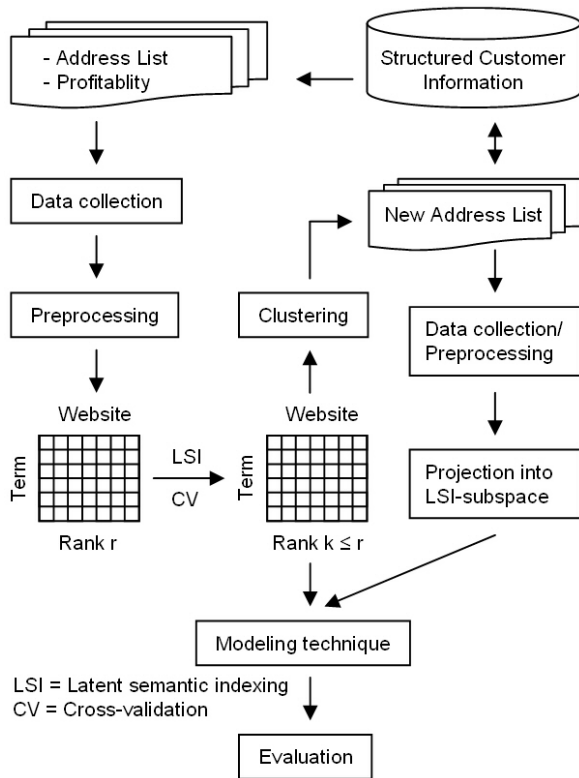 - Address List
- Profitablity
Structured Customer
Information
Data collection
New Address List
Preprocessing
Clustering
Data collection/
Preprocessing
Website
Term
Rank r
LSI
CV
Website
Term
Rank k ≤ r
Projection into
LSI-subspace
Modeling technique
LSI = Latent semantic indexing
CV = Cross-validation
Evaluation